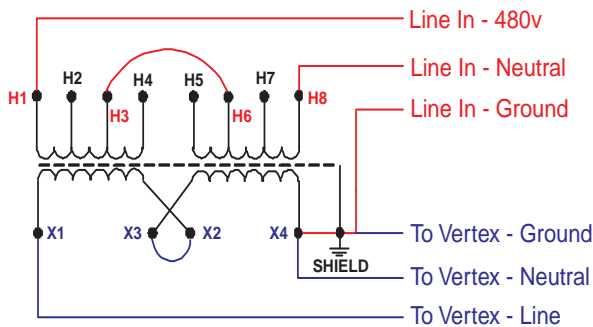 Line In - 480v
Line In - Neutral
Line In - Ground
H1 H2 H3 H4 H5 H6 H7 H8
X1 X3 X2 X4
SHIELD
To Vertex - Ground
To Vertex - Neutral
To Vertex - Line